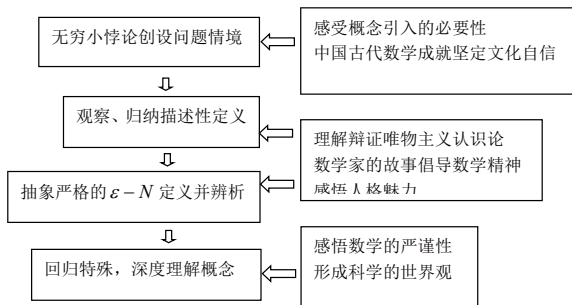 无穷小悖论创设问题情境
感受概念引入的必要性
中国古代数学成就坚定文化自信
观察、归纳描述性定义
理解辩证唯物主义认识论
数学家的故事倡导数学精神
感悟人格魅力
抽象严格的 ε − N 定义并辨析
回归特殊，深度理解概念
感悟数学的严谨性
形成科学的世界观